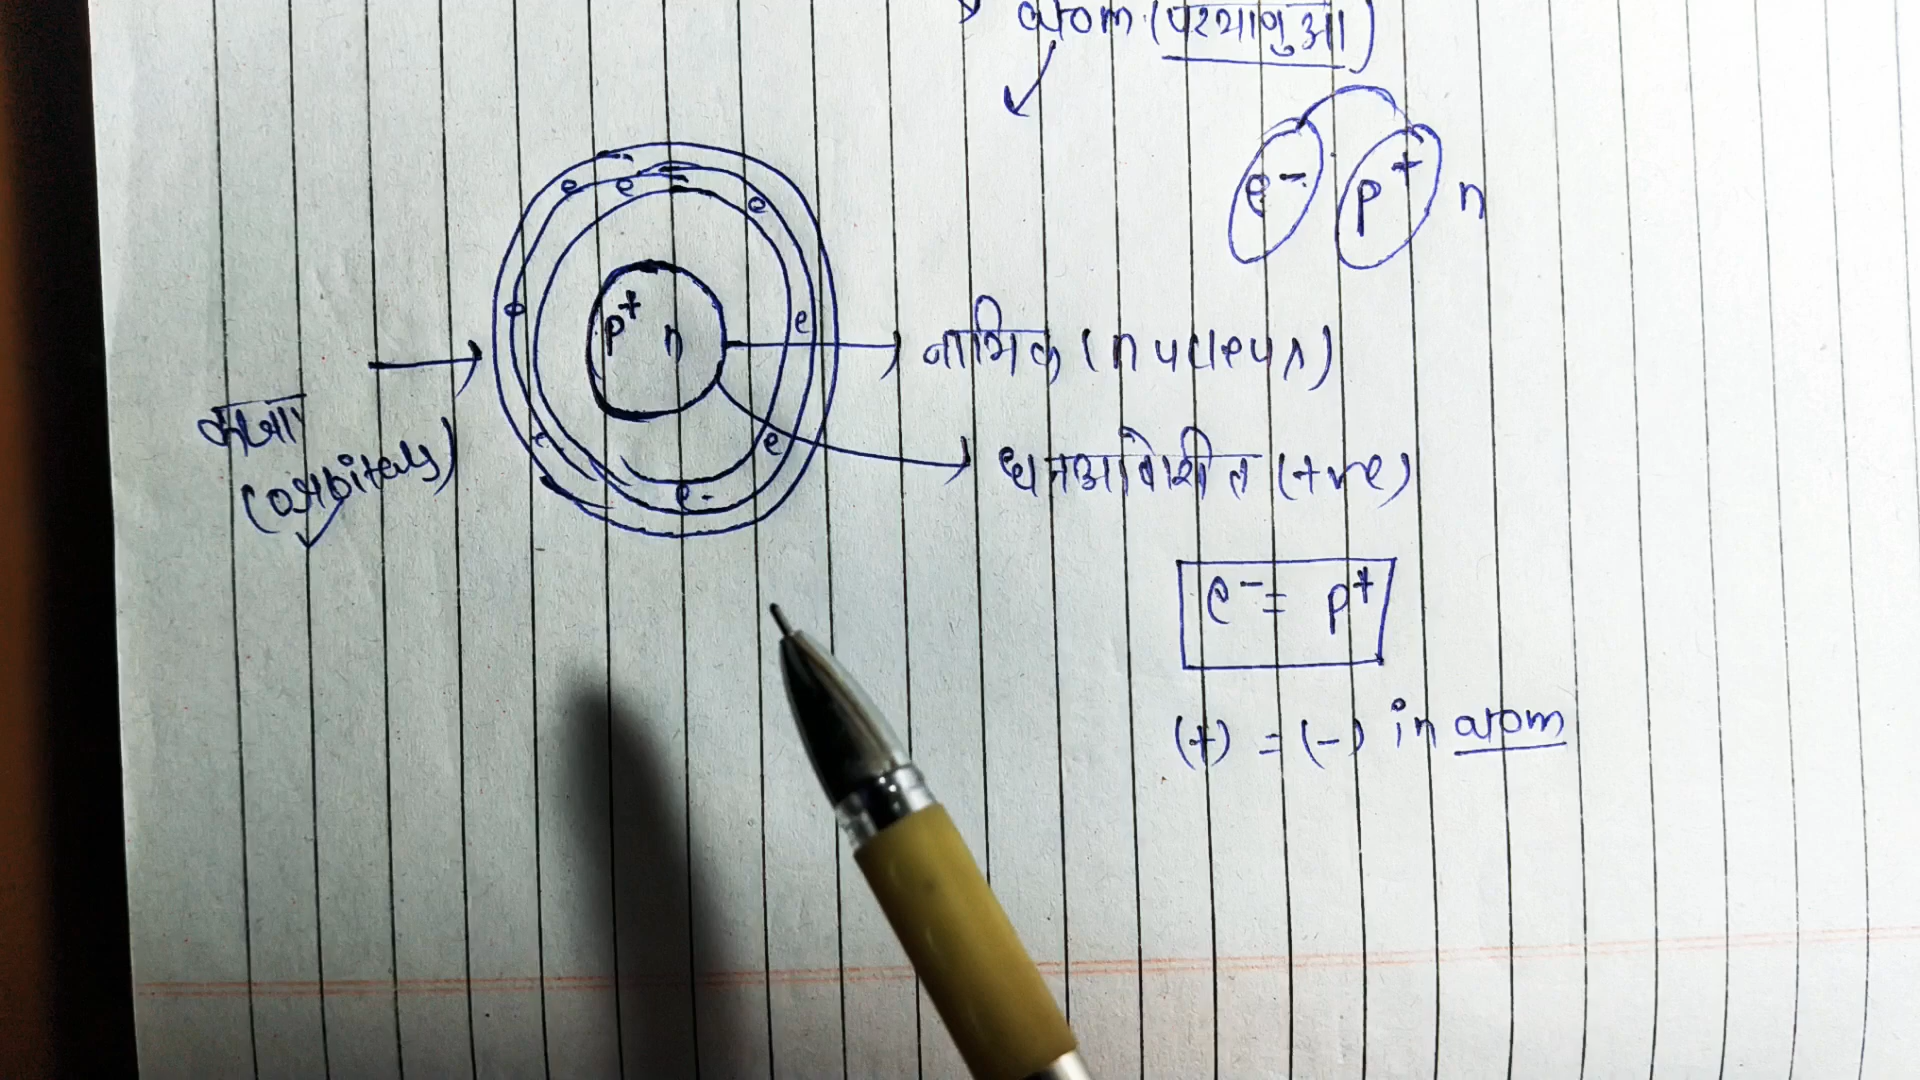 atom (परमाणुओ)
e⁻ p⁺ n
e e e
p⁺ n
e e
e e e-
नाभिक (nucleus)
कक्षा
(orbitals)
धनआवेशीत (+ve)
e⁻ = p⁺
(+) = (-) in atom